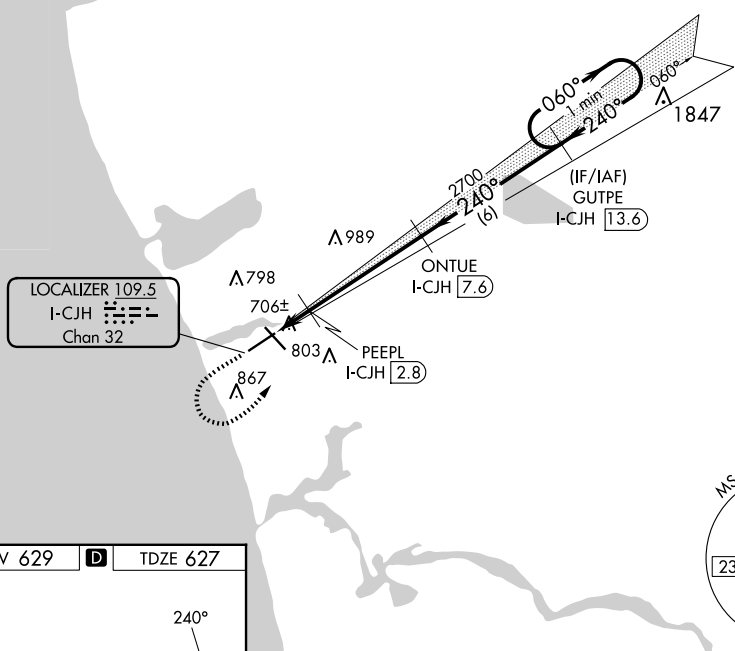 060°
1 min
060°
240°
1847
(IF/IAF)
GUTPE
I-CJH 13.6
2700
240°
(6)
989
ONTUE
I-CJH 7.6
798
LOCALIZER 109.5
I-CJH
Chan 32
706±
803
PEEPL
I-CJH 2.8
867
MS
23
V 629 D TDZE 627
240°